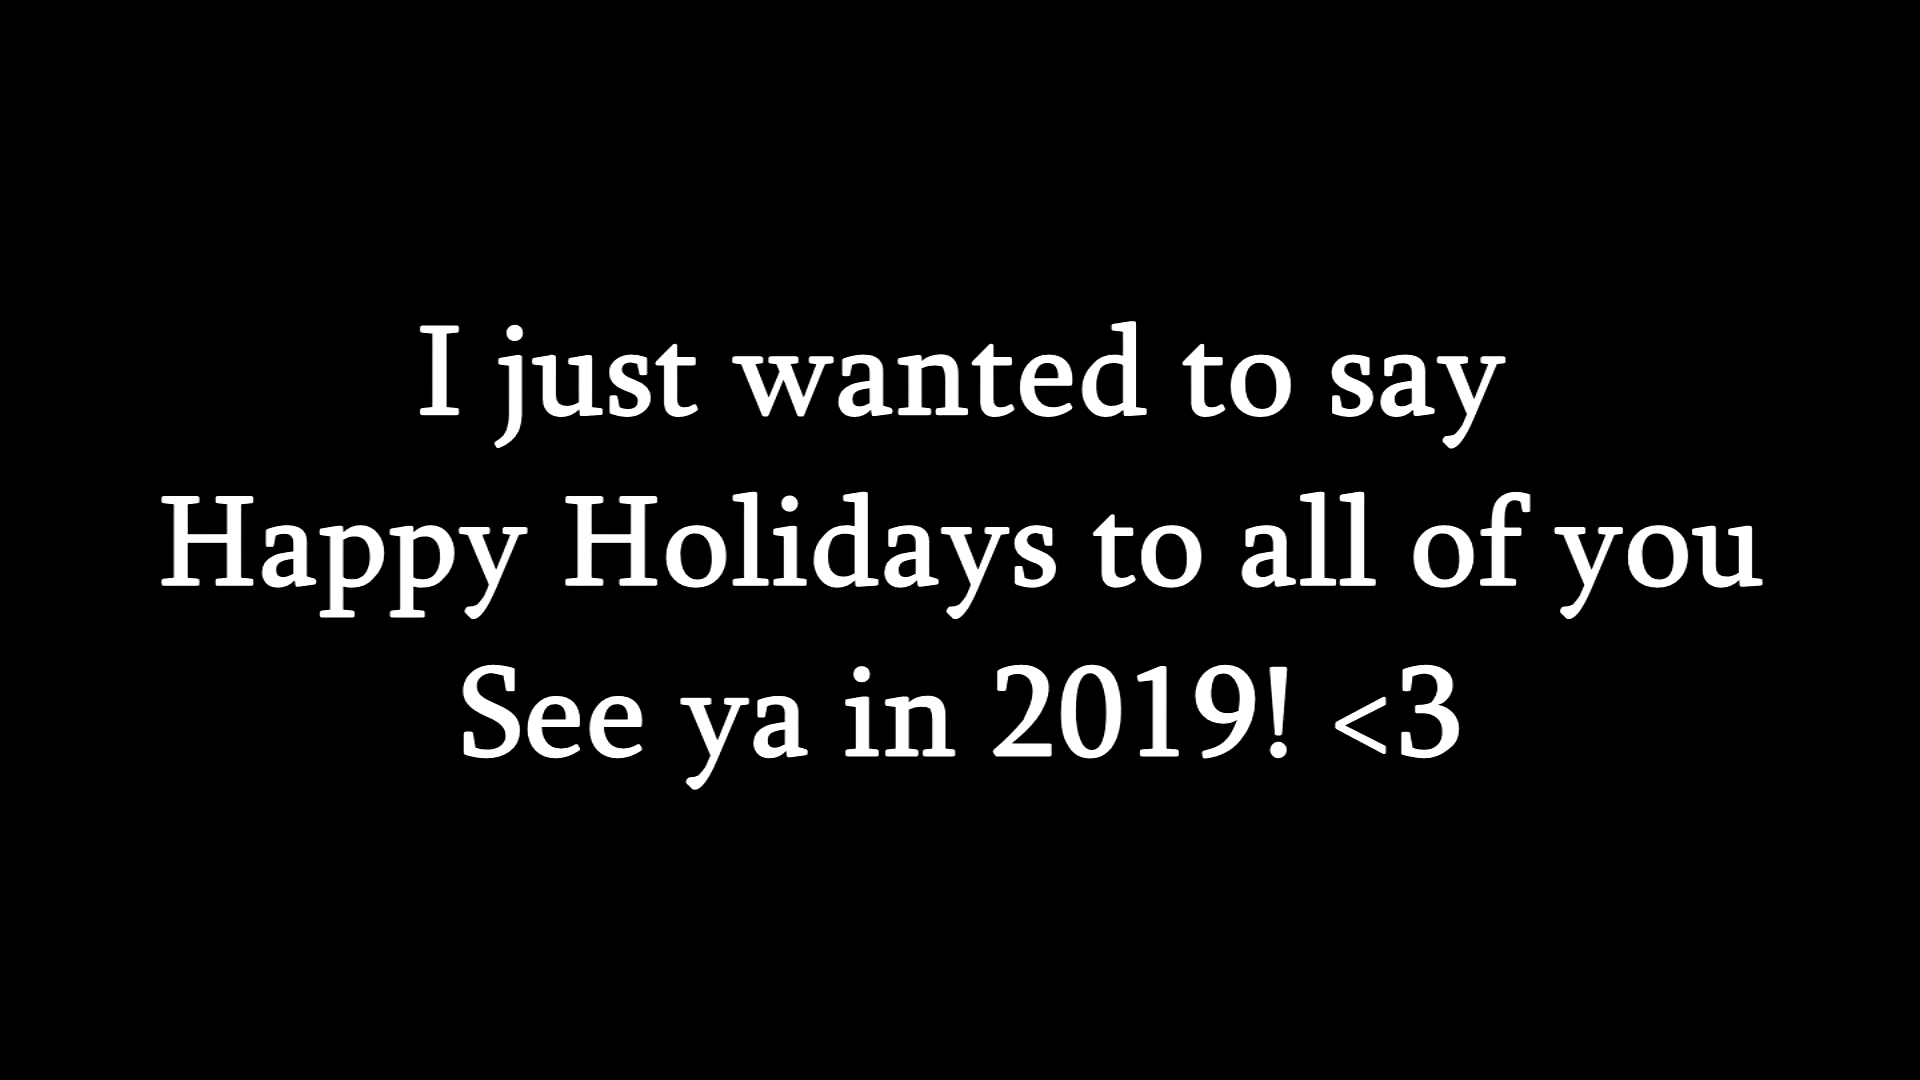 I just wanted to say
Happy Holidays to all of you
See ya in 2019! <3